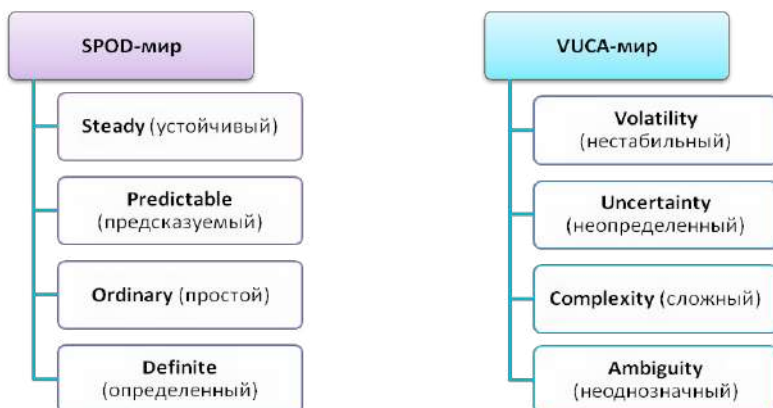 SPOD-мир
Steady (устойчивый)
Predictable
(предсказуемый)
Ordinary (простой)
Definite
(определенный)
VUCA-мир
Volatility
(нестабильный)
Uncertainty
(неопределенный)
Complexity (сложный)
Ambiguity
(неоднозначный)